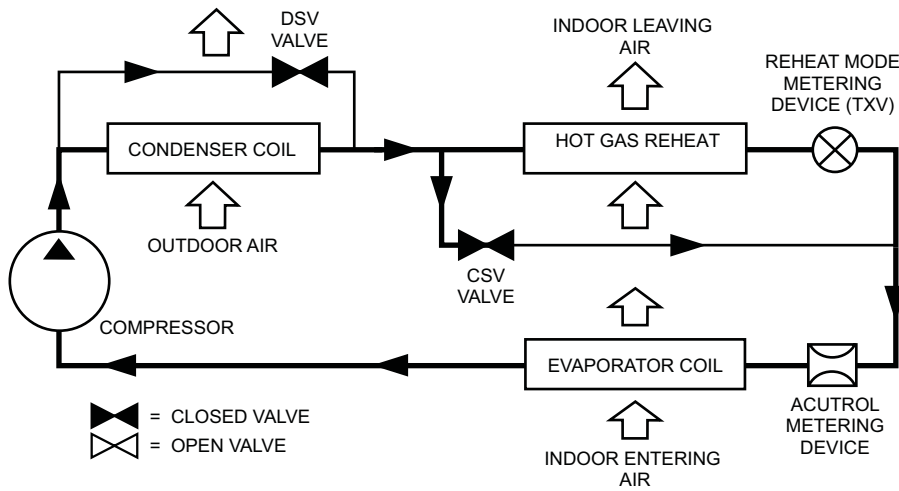 DSV
VALVE
INDOOR LEAVING
AIR
REHEAT MODE
METERING
DEVICE (TXV)
CONDENSER COIL
HOT GAS REHEAT
OUTDOOR AIR
CSV
VALVE
COMPRESSOR
EVAPORATOR COIL
= CLOSED VALVE
= OPEN VALVE
INDOOR ENTERING
AIR
ACUTROL
METERING
DEVICE